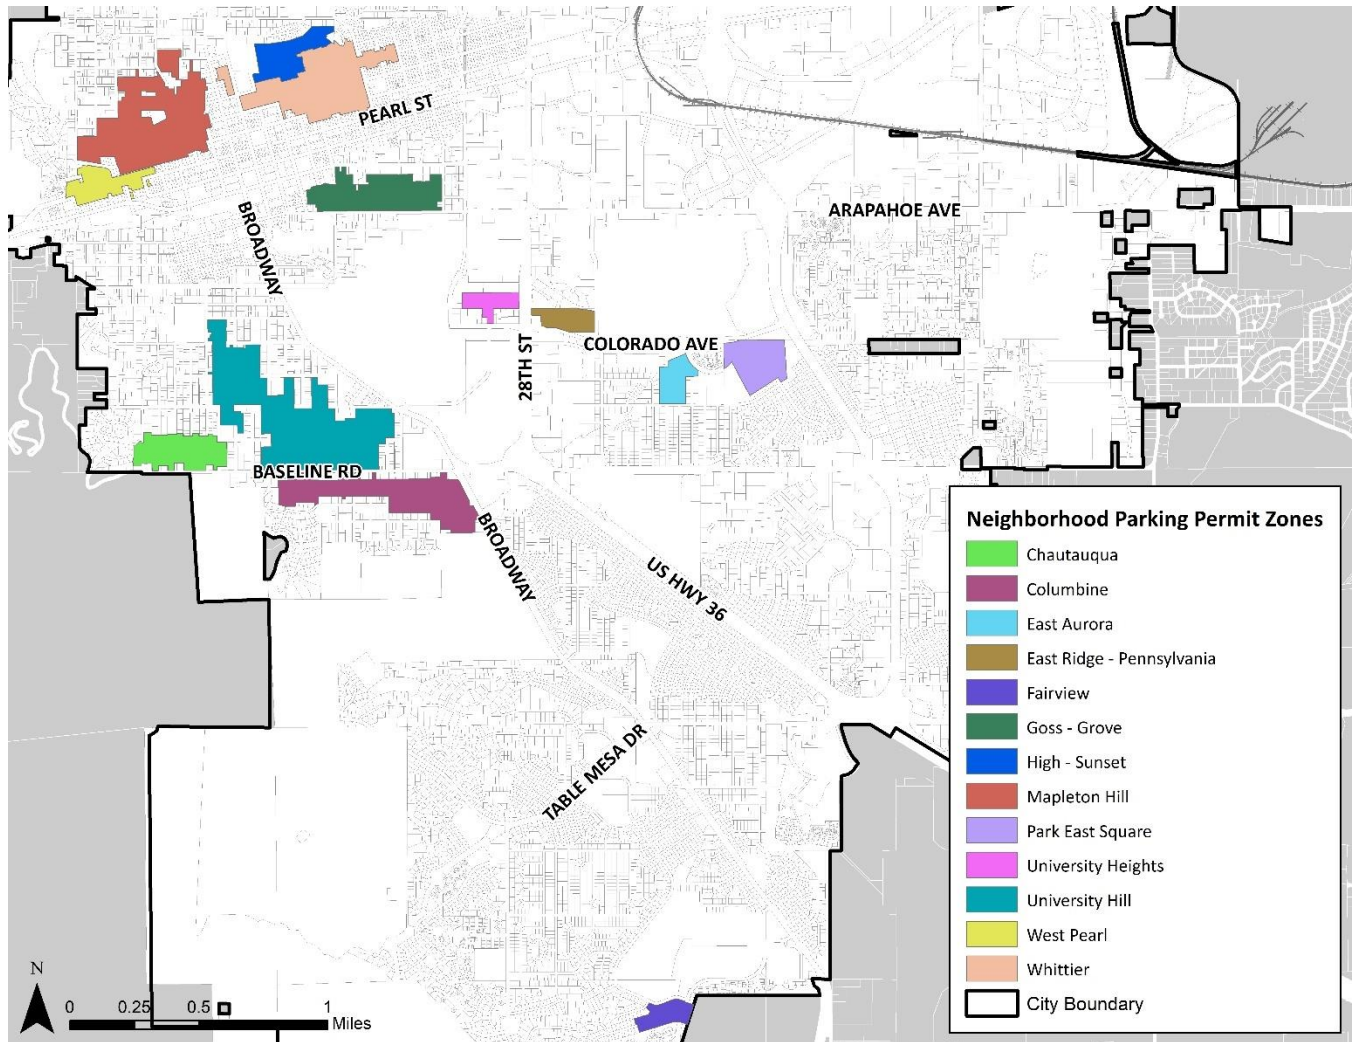 PEARL ST
BROADWAY
ARAPAHOE AVE
28TH ST
COLORADO AVE
BASELINE RD
BROADWAY
US HWY 36
TABLE MESA DR
Neighborhood Parking Permit Zones
Chautauqua
Columbine
East Aurora
East Ridge - Pennsylvania
Fairview
Goss - Grove
High - Sunset
Mapleton Hill
Park East Square
University Heights
University Hill
West Pearl
Whittier
City Boundary
N
0 0.25 0.5 1
Miles